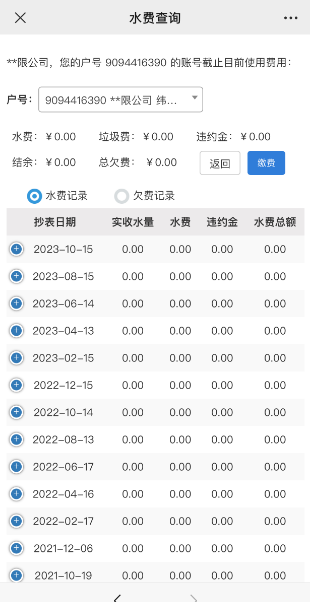 水费查询
**限公司，您的户号 9094416390 的账号截止目前使用费用：
户号： 9094416390 **限公司 纬...
水费： ￥0.00 垃圾费： ￥0.00 违约金： ￥0.00
结余： ￥0.00 总欠费： ￥0.00 返回 缴费
水费记录 欠费记录
抄表日期 实收水量 水费 违约金 水费总额
2023-10-15 0.00 0.00 0.00 0.00
2023-08-15 0.00 0.00 0.00 0.00
2023-06-14 0.00 0.00 0.00 0.00
2023-04-13 0.00 0.00 0.00 0.00
2023-02-15 0.00 0.00 0.00 0.00
2022-12-15 0.00 0.00 0.00 0.00
2022-10-14 0.00 0.00 0.00 0.00
2022-08-13 0.00 0.00 0.00 0.00
2022-06-17 0.00 0.00 0.00 0.00
2022-04-16 0.00 0.00 0.00 0.00
2022-02-17 0.00 0.00 0.00 0.00
2021-12-06 0.00 0.00 0.00 0.00
2021-10-19 0.00 0.00 0.00 0.00